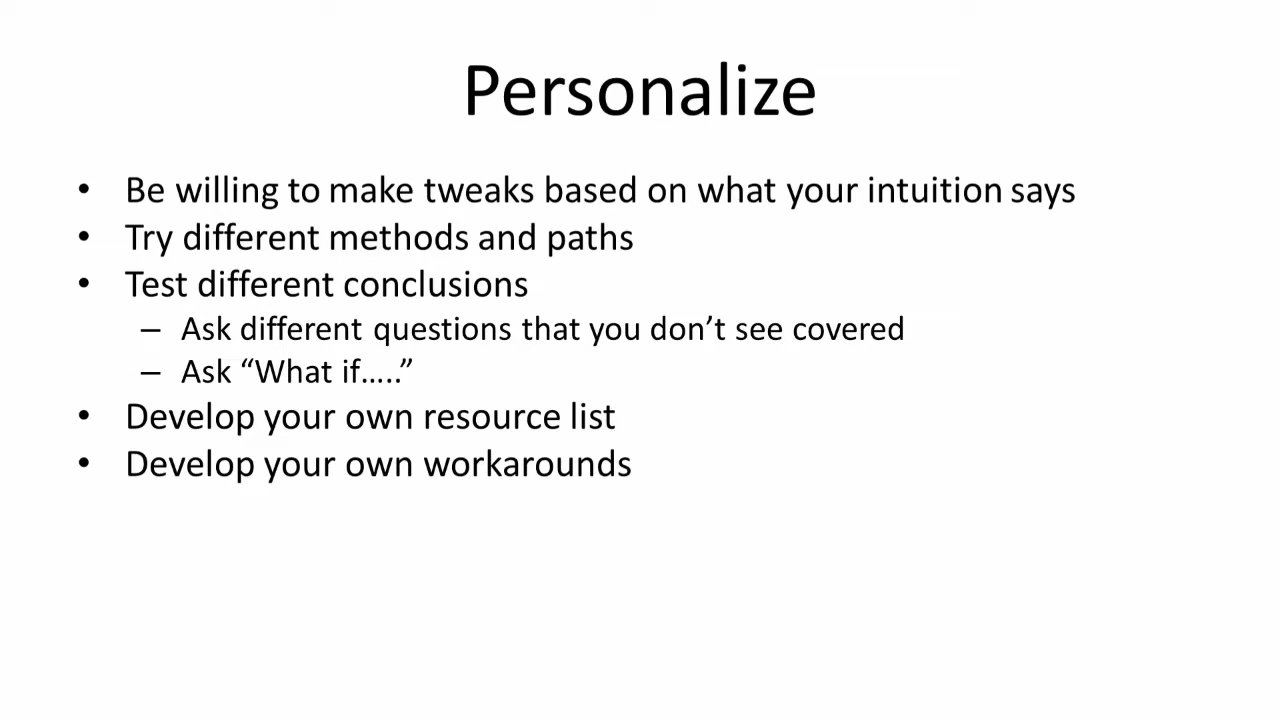 Personalize
• Be willing to make tweaks based on what your intuition says
• Try different methods and paths
• Test different conclusions
– Ask different questions that you don’t see covered
– Ask “What if…..”
• Develop your own resource list
• Develop your own workarounds